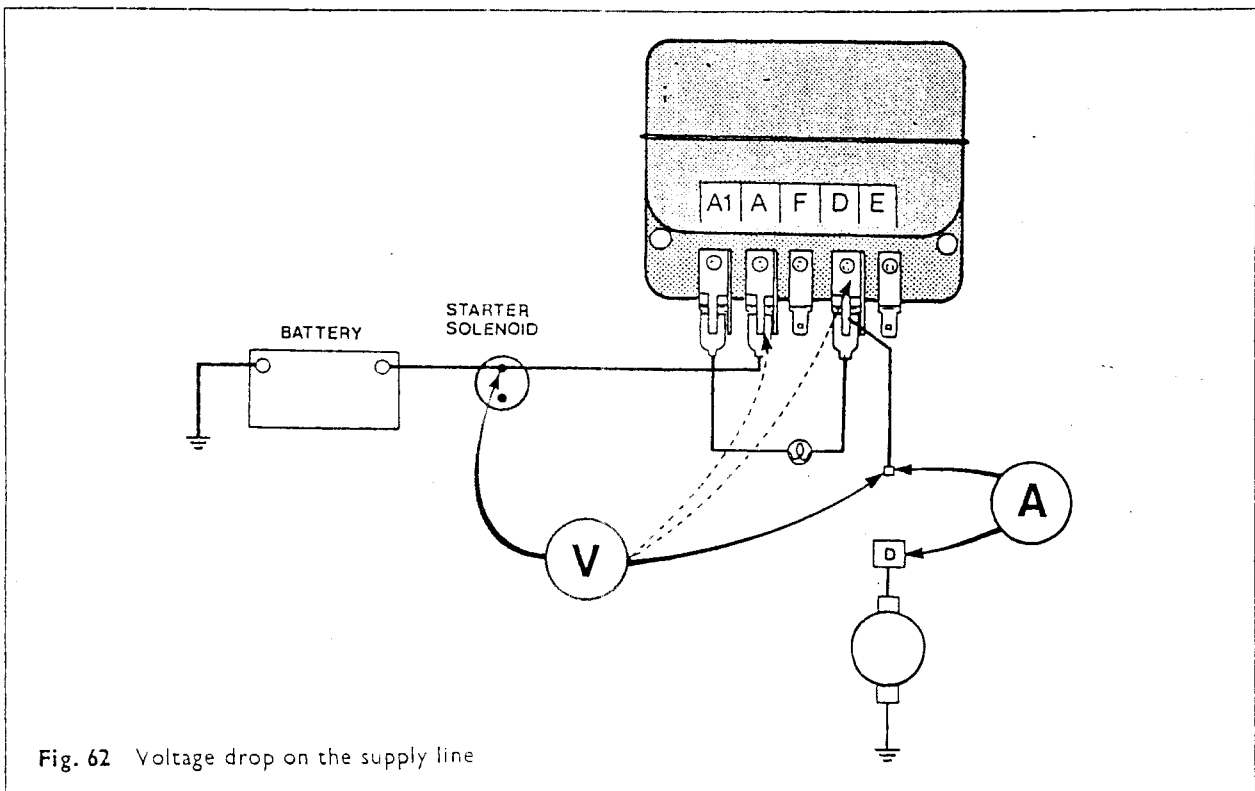 A1 A F D E
STARTER
SOLENOID
BATTERY
V
A
D
Fig. 62 Voltage drop on the supply line